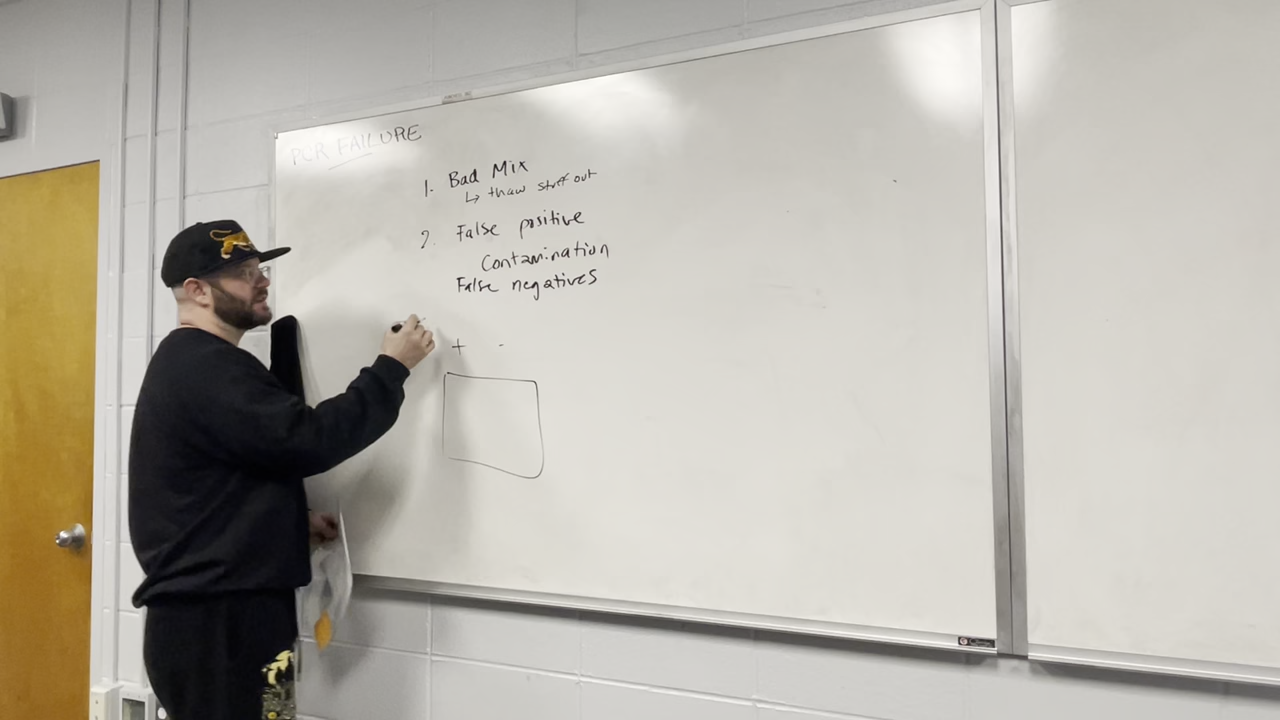 PCR FAILURE
1. Bad Mix
↳ thaw stuff out
2. False positive
Contamination
False negatives
+ -